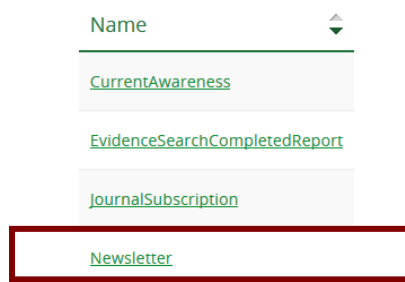 Name
CurrentAwareness
EvidenceSearchCompletedReport
JournalSubscription
Newsletter